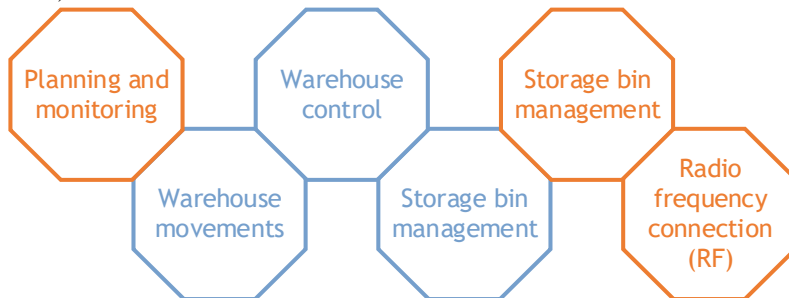 Planning and
monitoring
Warehouse
control
Storage bin
management
Warehouse
movements
Storage bin
management
Radio
frequency
connection
(RF)